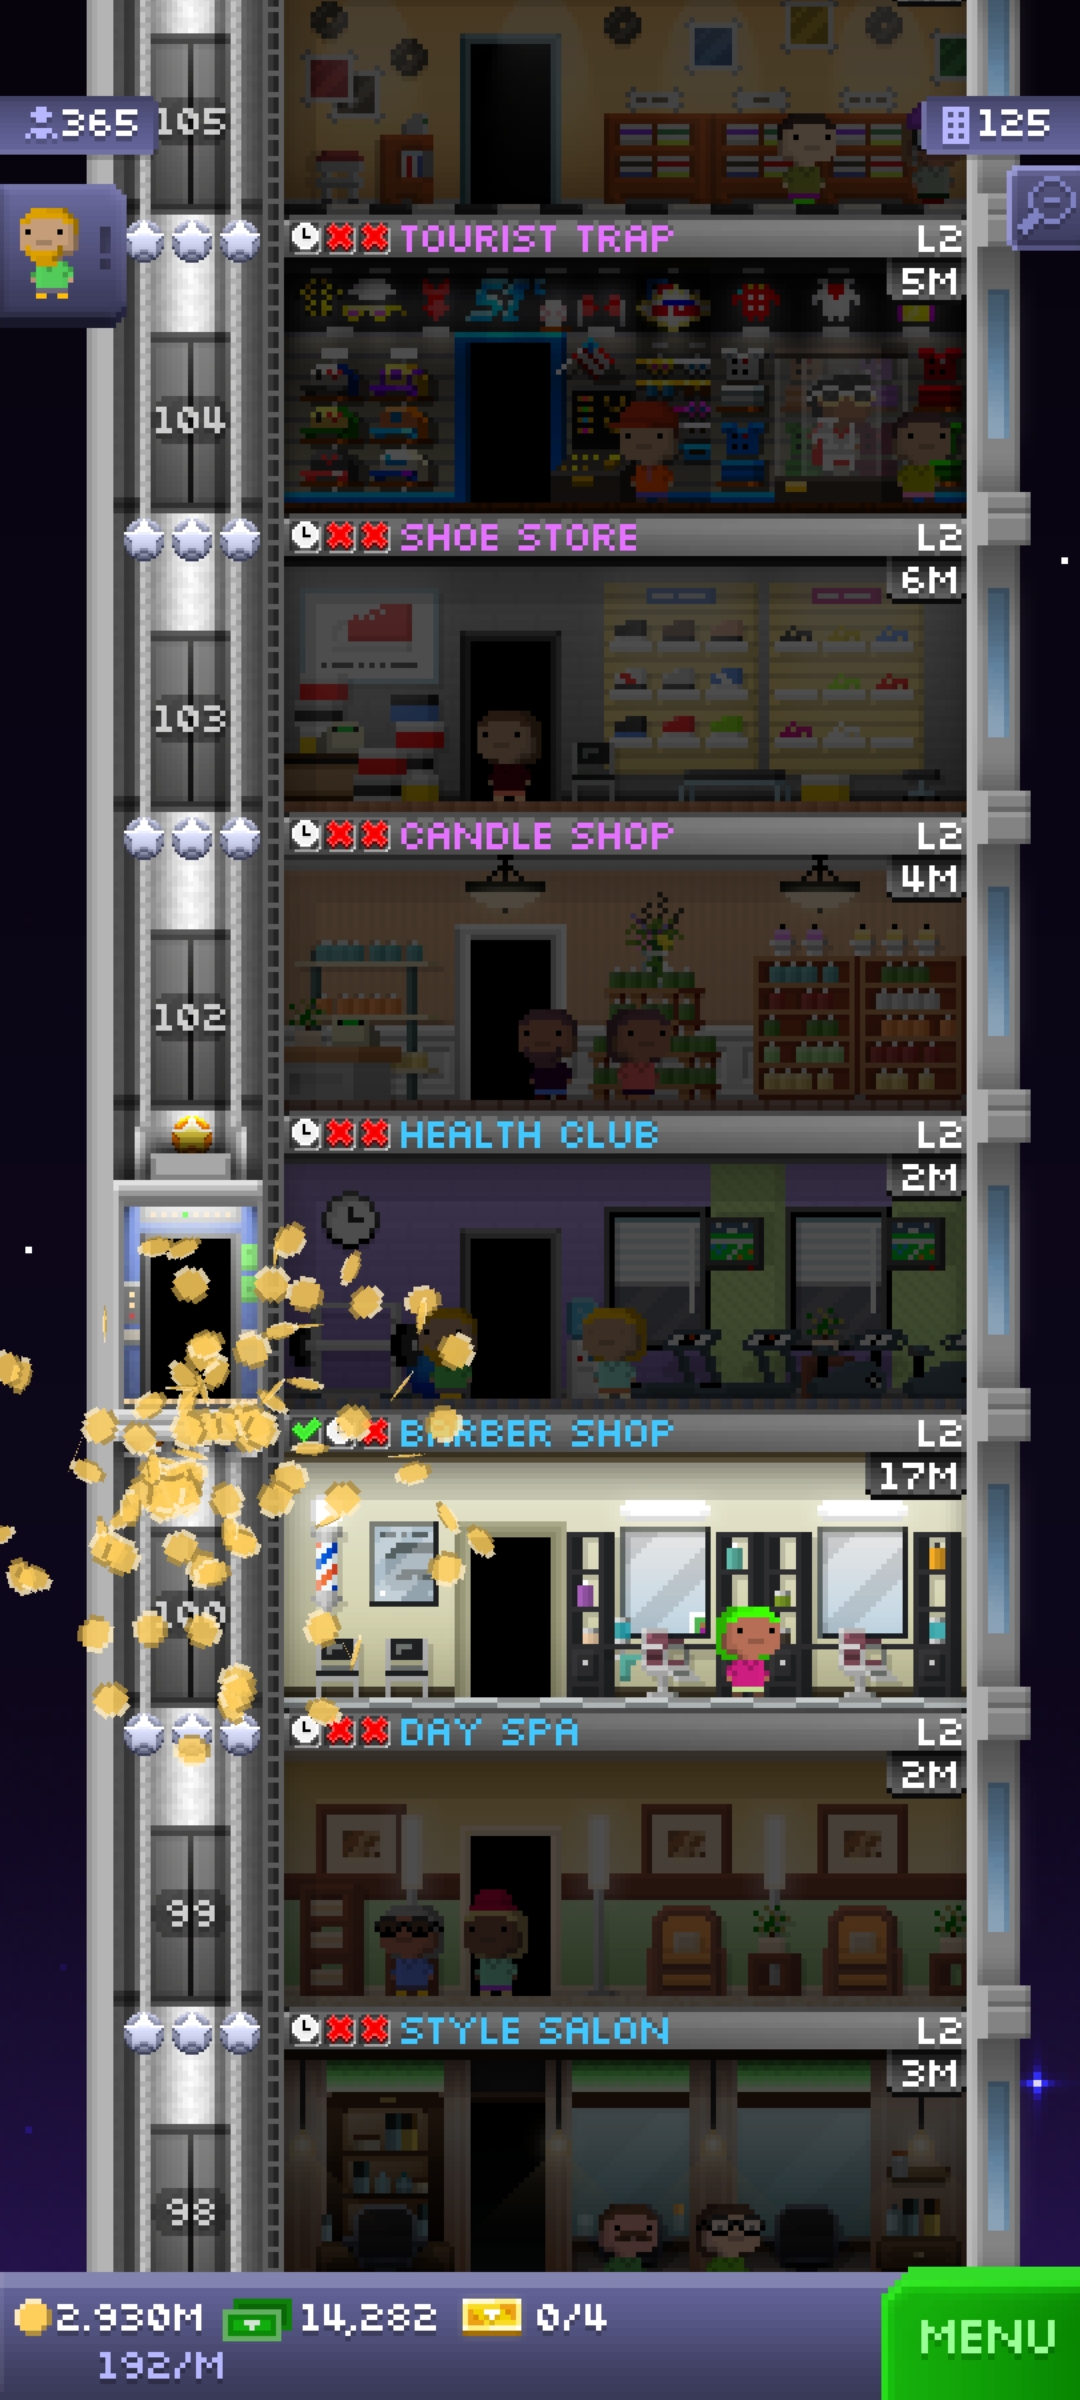 365
105
125
TOURIST TRAP L2
5M
104
SHOE STORE L2
6M
103
CANDLE SHOP L2
4M
102
HEALTH CLUB L2
2M
BARBER SHOP L2
17M
100
DAY SPA L2
2M
99
STYLE SALON L2
3M
98
2.930M 14,282 0/4
192/M
MENU